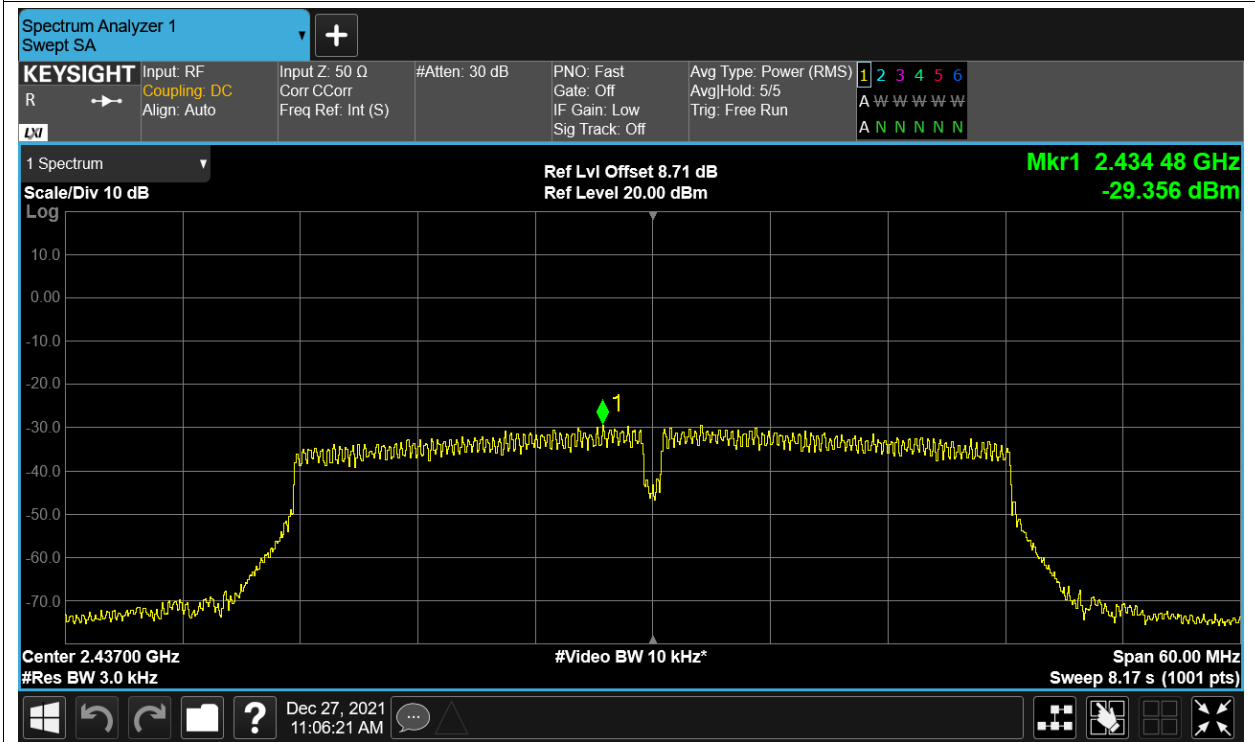 Spectrum Analyzer 1
Swept SA
KEYSIGHT
R
LXI
Input: RF
Coupling: DC
Align: Auto
Input Z: 50 Ω
Corr CCorr
Freq Ref: Int (S)
#Atten: 30 dB
PNO: Fast
Gate: Off
IF Gain: Low
Sig Track: Off
Avg Type: Power (RMS)
Avg|Hold: 5/5
Trig: Free Run
1 2 3 4 5 6
A W W W W W
A N N N N N
1 Spectrum
Scale/Div 10 dB
Log
Ref Lvl Offset 8.71 dB
Ref Level 20.00 dBm
Mkr1 2.434 48 GHz
-29.356 dBm
10.0
0.00
-10.0
-20.0
1
-30.0
-40.0
-50.0
-60.0
-70.0
Center 2.43700 GHz
#Res BW 3.0 kHz
#Video BW 10 kHz*
Span 60.00 MHz
Sweep 8.17 s (1001 pts)
?
Dec 27, 2021
11:06:21 AM